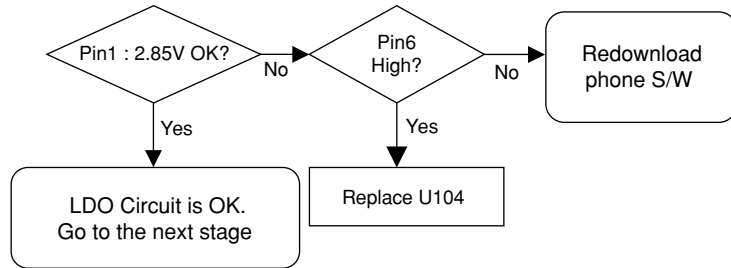 Pin1 : 2.85V OK?
No
Pin6
High?
No
Redownload
phone S/W
Yes
Yes
LDO Circuit is OK.
Go to the next stage
Replace U104